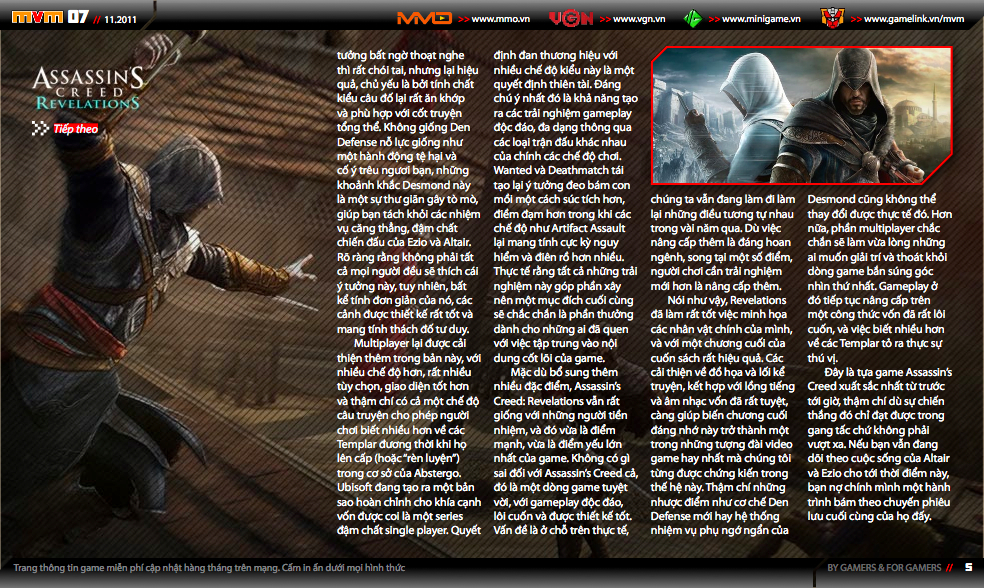 mvm 07 // 11.2011
MMO >> www.mmo.vn
VGN >> www.vgn.vn
>> www.minigame.vn
>> www.gamelink.vn/mvm
ASSASSIN'S
CREED
REVELATIONS
Tiếp theo
tưởng bất ngờ thoạt nghe
thì rất chói tai, nhưng lại hiệu
quả, chủ yếu là bởi tính chất
kiểu câu đố lại rất ăn khớp
và phù hợp với cốt truyện
tổng thể. Không giống Den
Defense nỗ lực giống như
một hành động tệ hại và
cố ý trêu ngươi bạn, những
khoảnh khắc Desmond này
là một sự thư giãn gây tò mò,
giúp bạn tách khỏi các nhiệm
vụ căng thẳng, đậm chất
chiến đấu của Ezio và Altair.
Rõ ràng rằng không phải tất
cả mọi người đều sẽ thích cái
ý tưởng này, tuy nhiên, bất
kể tính đơn giản của nó, các
cảnh được thiết kế rất tốt và
mang tính thách đố tư duy.
Multiplayer lại được cải
thiện thêm trong bản này, với
nhiều chế độ hơn, rất nhiều
tùy chọn, giao diện tốt hơn
và thậm chí có cả một chế độ
câu truyện cho phép người
chơi biết nhiều hơn về các
Templar đương thời khi họ
lên cấp (hoặc "rèn luyện")
trong cơ sở của Abstergo.
Ubisoft đang tạo ra một bản
sao hoàn chỉnh cho khía cạnh
vốn được coi là một series
đậm chất single player. Quyết
định đan thương hiệu với
nhiều chế độ kiểu này là một
quyết định thiên tài. Đáng
chú ý nhất đó là khả năng tạo
ra các trải nghiệm gameplay
độc đáo, đa dạng thông qua
các loại trận đấu khác nhau
của chính các chế độ chơi.
Wanted và Deathmatch tái
tạo lại ý tưởng đeo bám con
mồi một cách súc tích hơn,
điềm đạm hơn trong khi các
chế độ như Artifact Assault
lại mang tính cực kỳ nguy
hiểm và điên rồ hơn nhiều.
Thực tế rằng tất cả những trải
nghiệm này góp phần xây
nên một mục đích cuối cùng
sẽ chắc chắn là phần thưởng
dành cho những ai đã quen
với việc tập trung vào nội
dung cốt lõi của game.
Mặc dù bổ sung thêm
nhiều đặc điểm, Assassin's
Creed: Revelations vẫn rất
giống với những người tiền
nhiệm, và đó vừa là điểm
mạnh, vừa là điểm yếu lớn
nhất của game. Không có gì
sai đối với Assassin's Creed cả,
đó là một dòng game tuyệt
vời, với gameplay độc đáo,
lôi cuốn và được thiết kế tốt.
Vấn đề là ở chỗ trên thực tế,
chúng ta vẫn đang làm đi làm
lại những điều tương tự nhau
trong vài năm qua. Dù việc
nâng cấp thêm là đáng hoan
ngênh, song tại một số điểm,
người chơi cần trải nghiệm
mới hơn là nâng cấp thêm.
Nói như vậy, Revelations
đã làm rất tốt việc minh họa
các nhân vật chính của mình,
và với một chương cuối của
cuốn sách rất hiệu quả. Các
cải thiện về đồ họa và lối kể
truyện, kết hợp với lồng tiếng
và âm nhạc vốn đã rất tuyệt,
càng giúp biến chương cuối
đáng nhớ này trở thành một
trong những tượng đài video
game hay nhất mà chúng tôi
từng được chứng kiến trong
thế hệ này. Thậm chí những
nhược điểm như cơ chế Den
Defense mới hay hệ thống
nhiệm vụ phụ ngớ ngẩn của
Desmond cũng không thể
thay đổi được thực tế đó. Hơn
nữa, phần multiplayer chắc
chắn sẽ làm vừa lòng những
ai muốn giải trí và thoát khỏi
dòng game bắn súng góc
nhìn thứ nhất. Gameplay ở
đó tiếp tục nâng cấp trên
một công thức vốn đã rất lôi
cuốn, và việc biết nhiều hơn
về các Templar tỏ ra thực sự
thú vị.
Đây là tựa game Assassin's
Creed xuất sắc nhất từ trước
tới giờ, thậm chí dù sự chiến
thắng đó chỉ đạt được trong
gang tấc chứ không phải
vượt xa. Nếu bạn vẫn đang
dõi theo cuộc sống của Altair
và Ezio cho tới thời điểm này,
bạn nợ chính mình một hành
trình bám theo chuyến phiêu
lưu cuối cùng của họ đấy.
Trang thông tin game miễn phí cập nhật hàng tháng trên mạng. Cấm in ấn dưới mọi hình thức
BY GAMERS & FOR GAMERS // 5